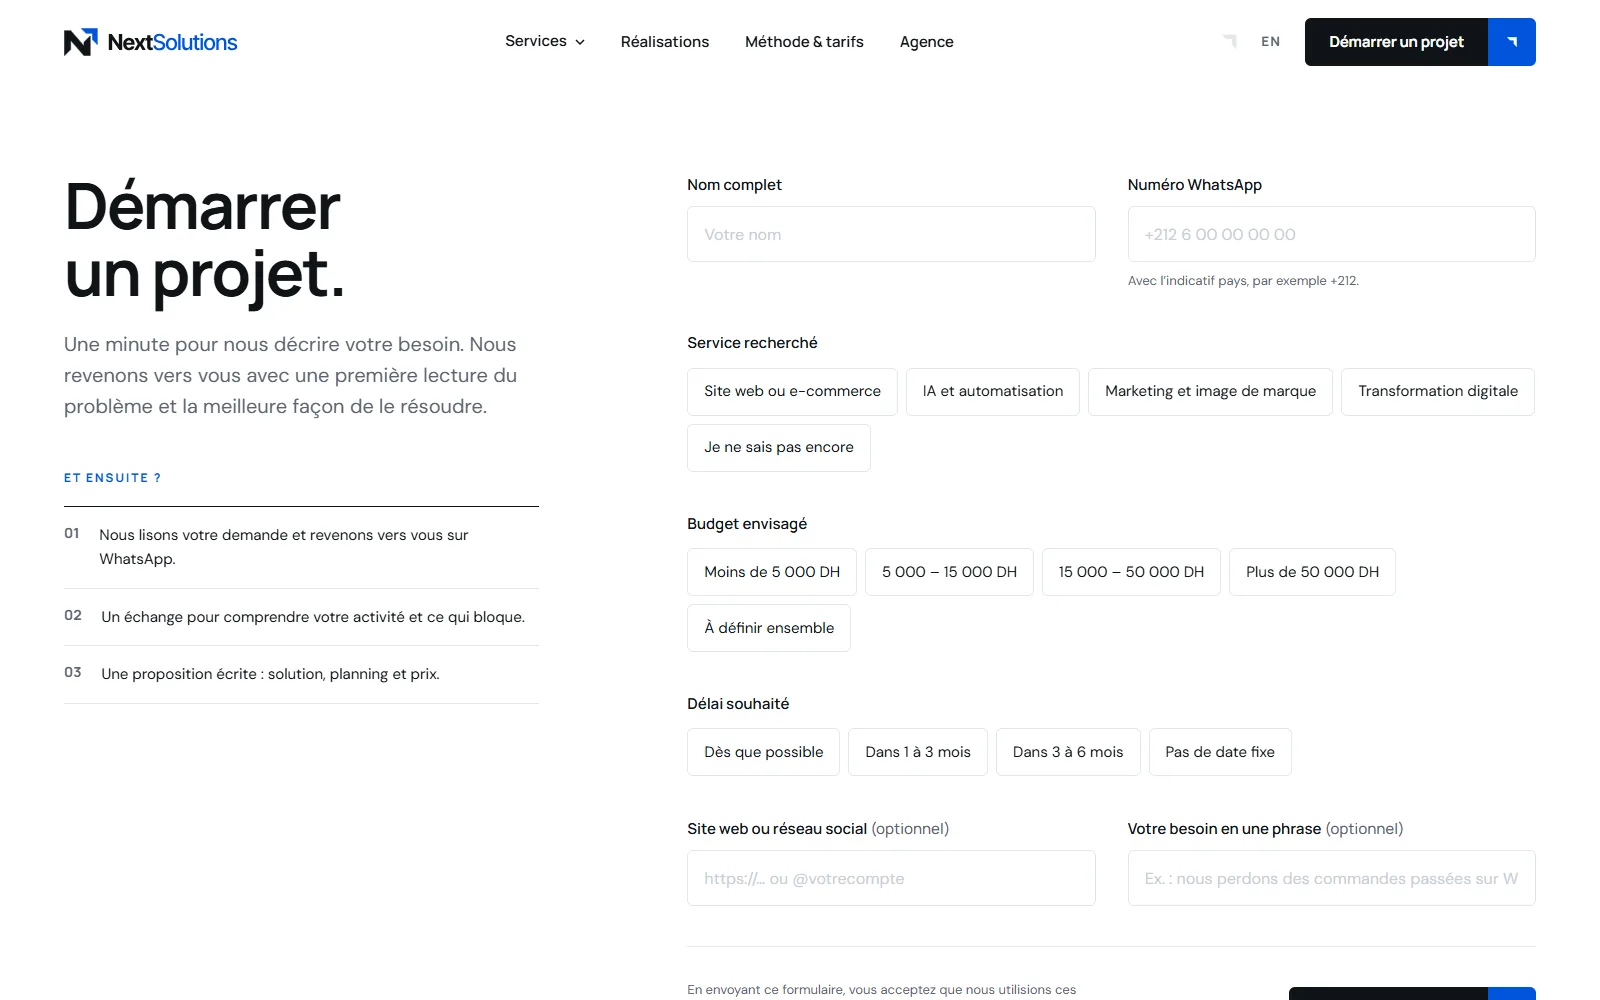 NextSolutions
Services
Réalisations
Méthode & tarifs
Agence
EN
Démarrer un projet
Démarrer
un projet.
Une minute pour nous décrire votre besoin. Nous
revenons vers vous avec une première lecture du
problème et la meilleure façon de le résoudre.
ET ENSUITE ?
01 Nous lisons votre demande et revenons vers vous sur
WhatsApp.
02 Un échange pour comprendre votre activité et ce qui bloque.
03 Une proposition écrite : solution, planning et prix.
Nom complet
Votre nom
Numéro WhatsApp
+212 6 00 00 00 00
Avec l’indicatif pays, par exemple +212.
Service recherché
Site web ou e-commerce
IA et automatisation
Marketing et image de marque
Transformation digitale
Je ne sais pas encore
Budget envisagé
Moins de 5 000 DH
5 000 – 15 000 DH
15 000 – 50 000 DH
Plus de 50 000 DH
À définir ensemble
Délai souhaité
Dès que possible
Dans 1 à 3 mois
Dans 3 à 6 mois
Pas de date fixe
Site web ou réseau social (optionnel)
https://... ou @votrecompte
Votre besoin en une phrase (optionnel)
Ex. : nous perdons des commandes passées sur W
En envoyant ce formulaire, vous acceptez que nous utilisions ces